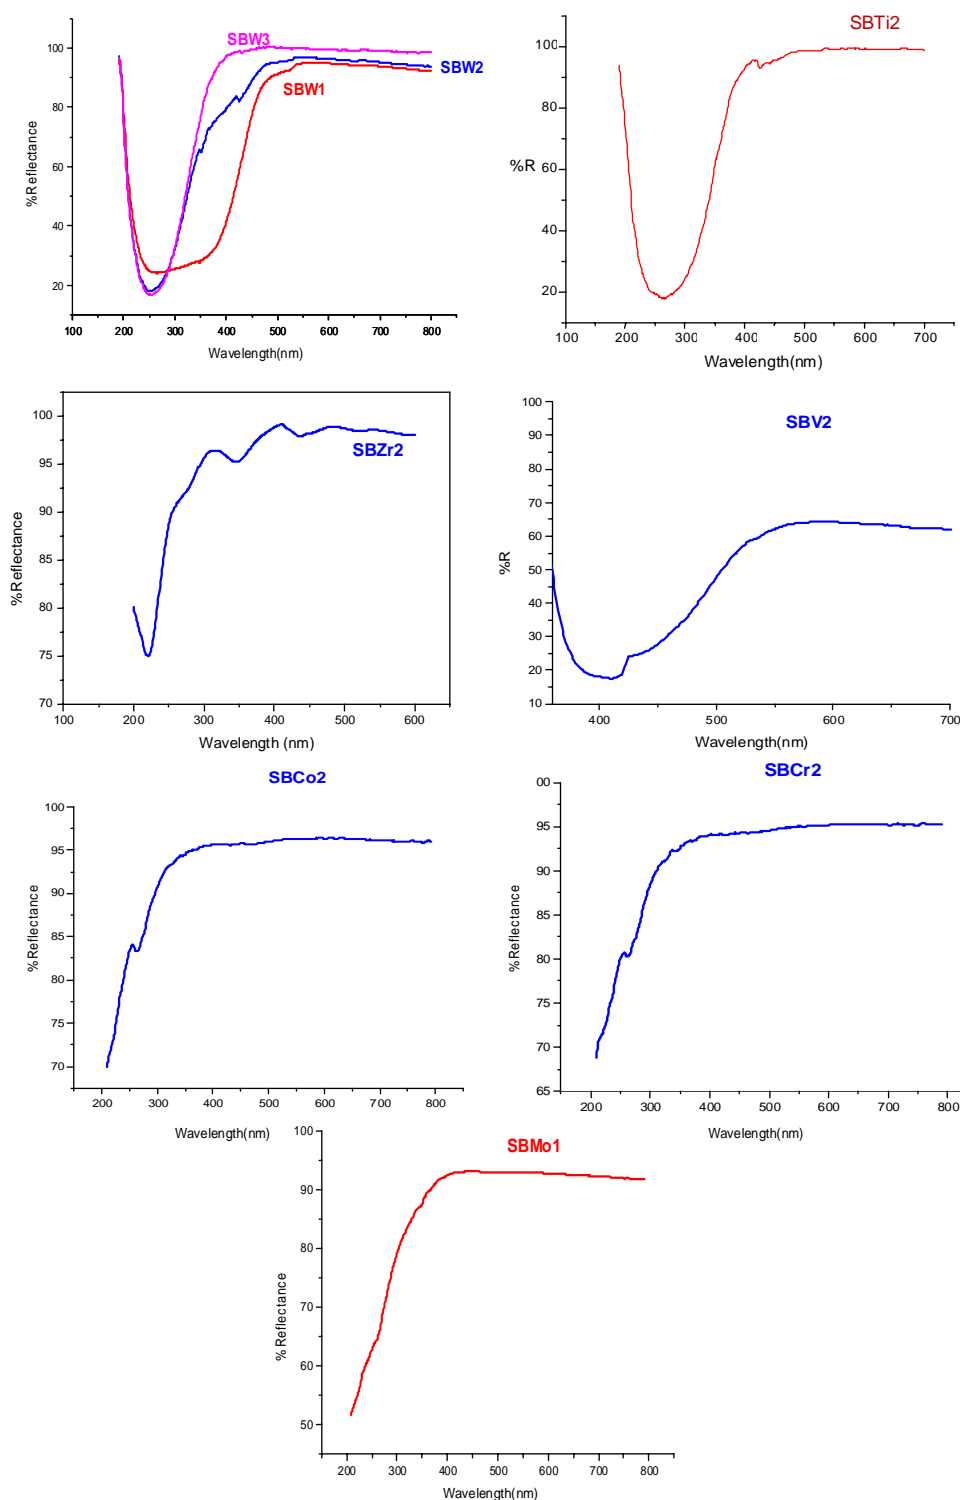 SBW3
SBW2
SBW1
100
80
60
40
20
%Reflectance
100 200 300 400 500 600 700 800
Wavelength(nm)
SBTi2
100
80
60
40
20
%R
100 200 300 400 500 600 700
Wavelength(nm)
SBZr2
100
95
90
85
80
75
70
%Reflectance
100 200 300 400 500 600
Wavelength (nm)
SBV2
100
90
80
70
60
50
40
30
20
10
%R
400 500 600 700
Wavelength(nm)
SBCo2
100
95
90
85
80
75
70
%Reflectance
200 300 400 500 600 700 800
Wavelength(nm)
SBCr2
00
95
90
85
80
75
70
65
%Reflectance
200 300 400 500 600 700 800
Wavelength(nm)
SBMo1
100
90
80
70
60
50
%Reflectance
200 300 400 500 600 700 800
Wavelength(nm)